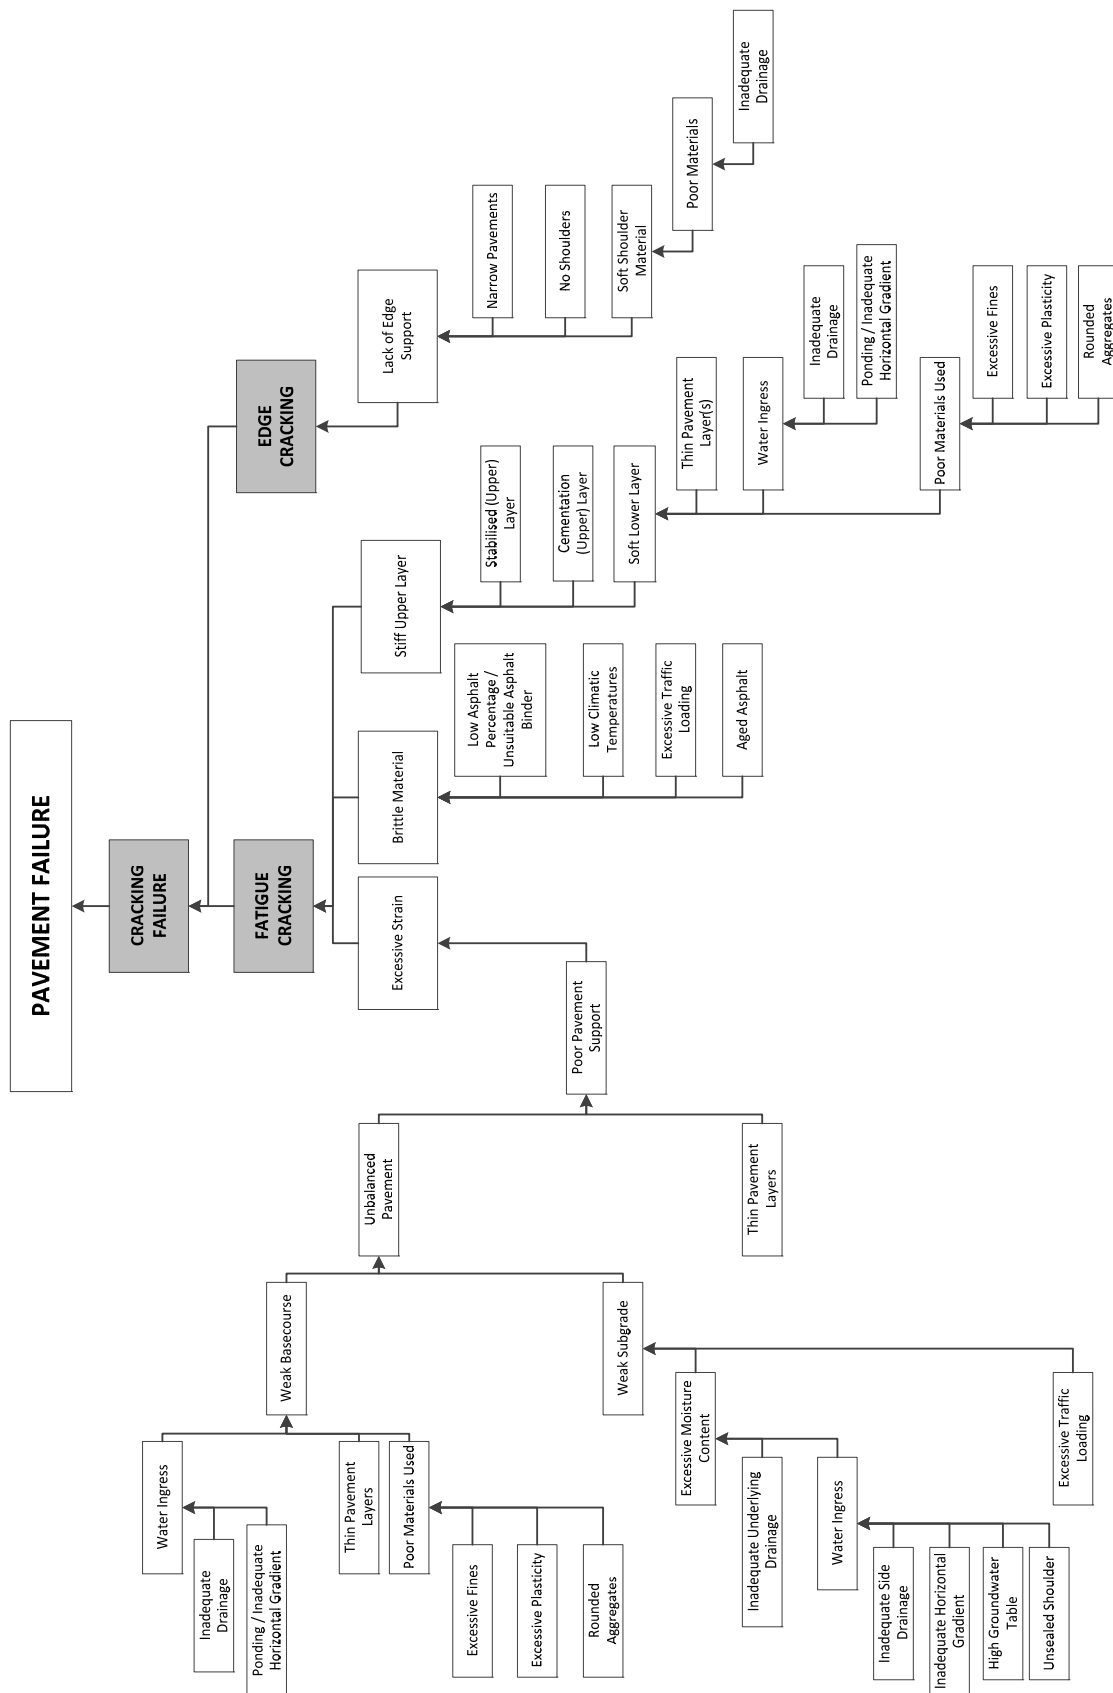 PAVEMENT FAILURE
CRACKING
FAILURE
FATIGUE
CRACKING
EDGE
CRACKING
Excessive Strain
Brittle Material
Stiff Upper Layer
Lack of Edge
Support
Poor Pavement
Support
Unbalanced
Pavement
Thin Pavement
Layers
Weak Basecourse
Weak Subgrade
Water Ingress
Inadequate
Drainage
Ponding / Inadequate
Horizontal Gradient
Thin Pavement
Layers
Poor Materials Used
Excessive Fines
Excessive Plasticity
Rounded
Aggregates
Excessive Moisture
Content
Inadequate Underlying
Drainage
Water Ingress
Inadequate Side
Drainage
Inadequate Horizontal
Gradient
High Groundwater
Table
Unsealed Shoulder
Excessive Traffic
Loading
Low Asphalt
Percentage /
Unsuitable Asphalt
Binder
Low Climatic
Temperatures
Excessive Traffic
Loading
Aged Asphalt
Stabilised (Upper)
Layer
Cementation
(Upper) Layer
Soft Lower Layer
Thin Pavement
Layer(s)
Water Ingress
Inadequate
Drainage
Ponding / Inadequate
Horizontal Gradient
Poor Materials Used
Excessive Fines
Excessive Plasticity
Rounded
Aggregates
Narrow Pavements
No Shoulders
Soft Shoulder
Material
Poor Materials
Inadequate
Drainage